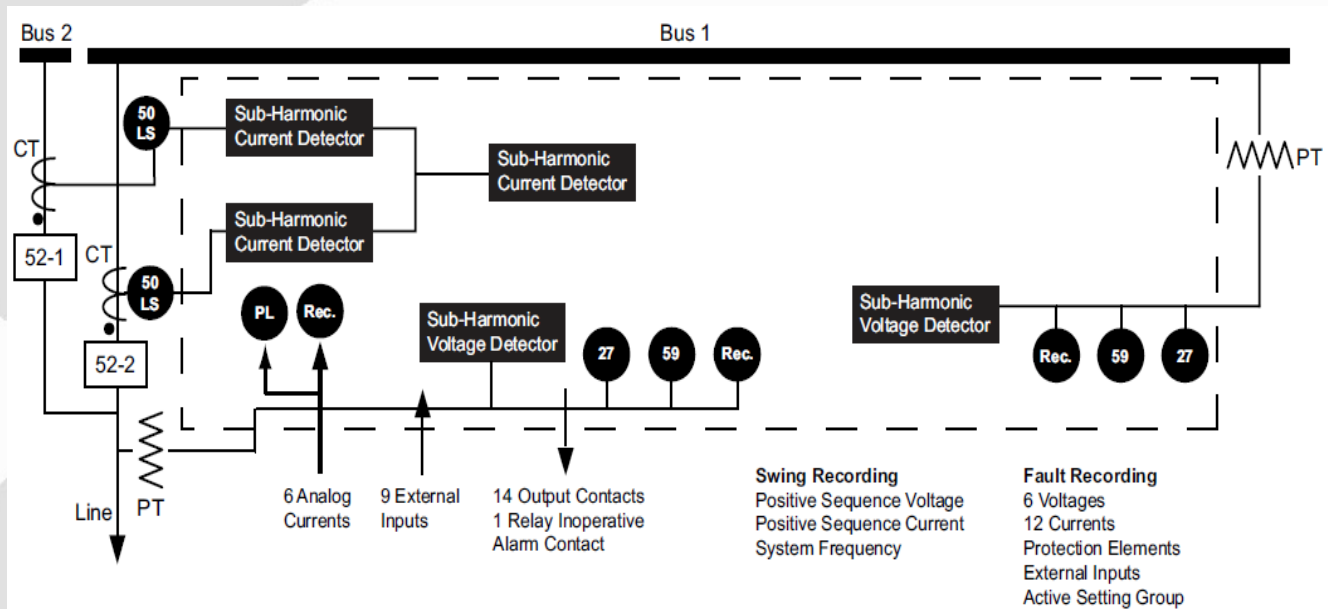 Bus 2
Bus 1
50
LS
Sub-Harmonic
Current Detector
CT
Sub-Harmonic
Current Detector
PT
Sub-Harmonic
Current Detector
52-1
CT
50
LS
PL
Rec.
Sub-Harmonic
Voltage Detector
27
59
Rec.
Sub-Harmonic
Voltage Detector
Rec.
59
27
52-2
Line
PT
6 Analog
Currents
9 External
Inputs
14 Output Contacts
1 Relay Inoperative
Alarm Contact
Swing Recording
Positive Sequence Voltage
Positive Sequence Current
System Frequency
Fault Recording
6 Voltages
12 Currents
Protection Elements
External Inputs
Active Setting Group